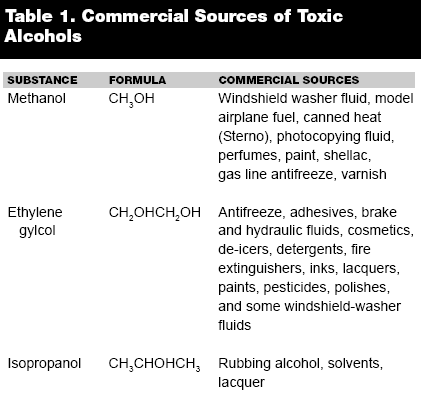 Table 1. Commercial Sources of Toxic
Alcohols
SUBSTANCE FORMULA COMMERCIAL SOURCES
Methanol CH3OH Windshield washer fluid, model
airplane fuel, canned heat
(Sterno), photocopying fluid,
perfumes, paint, shellac,
gas line antifreeze, varnish
Ethylene CH2OHCH2OH Antifreeze, adhesives, brake
gylcol and hydraulic fluids, cosmetics,
de-icers, detergents, fire
extinguishers, inks, lacquers,
paints, pesticides, polishes,
and some windshield-washer
fluids
Isopropanol CH3CHOHCH3 Rubbing alcohol, solvents,
lacquer